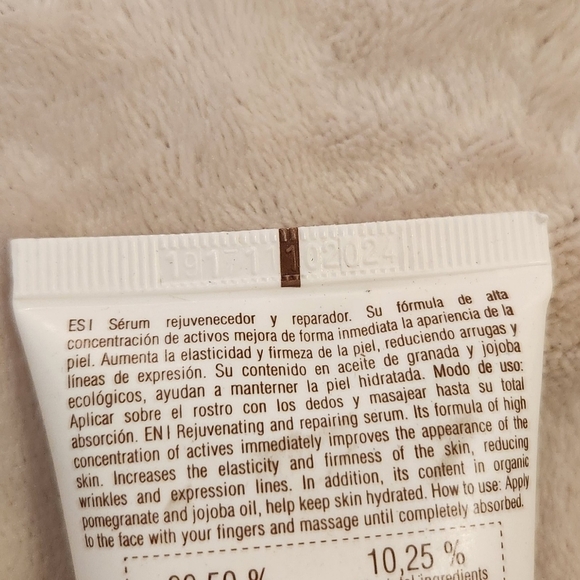 19171 102024
ES I Sérum rejuvenecedor y reparador. Su fórmula de alta
concentración de activos mejora de forma inmediata la apariencia de la
piel. Aumenta la elasticidad y firmeza de la piel, reduciendo arrugas y
líneas de expresión. Su contenido en aceite de granada y jojoba
ecológicos, ayudan a manterner la piel hidratada. Modo de uso:
Aplicar sobre el rostro con los dedos y masajear hasta su total
absorción. EN I Rejuvenating and repairing serum. Its formula of high
concentration of actives immediately improves the appearance of the
skin. Increases the elasticity and firmness of the skin, reducing
wrinkles and expression lines. In addition, its content in organic
pomegranate and jojoba oil, help keep skin hydrated. How to use: Apply
to the face with your fingers and massage until completely absorbed.
10,25 %
ingredients